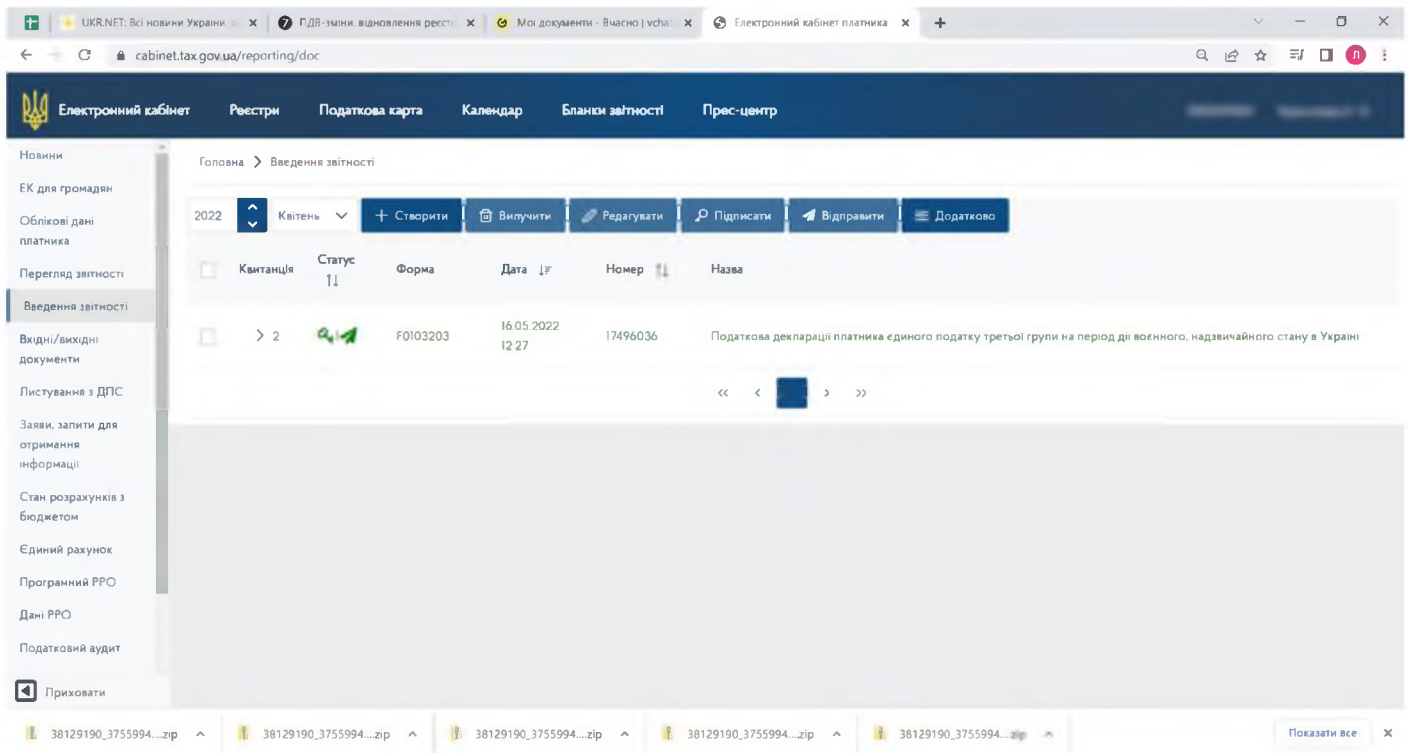 UKR.NET: Всі новини України,
ПДВ-зміни, відновлення реєстр
Мої документи - Вчасно | vchas
Електронний кабінет платника
cabinet.tax.gov.ua/reporting/doc
Л
Електронний кабінет Реєстри Податкова карта Календар Бланки звітності Прес-центр
Новини
ЕК для громадян
Облікові дані
платника
Перегляд звітності
Введення звітності
Вхідні/вихідні
документи
Листування з ДПС
Заяви, запити для
отримання
інформації
Стан розрахунків з
бюджетом
Єдиний рахунок
Програмний РРО
Дані РРО
Податковий аудит
Приховати
Головна > Введення звітності
2022 Квітень + Створити Вилучити Редагувати Підписати Відправити Додатково
Квитанція Статус Форма Дата Номер Назва
> 2 F0103203 16.05.2022 17496036 Податкова декларації платника єдиного податку третьої групи на період дії воєнного, надзвичайного стану в Україні
12:27
<< < > >>
38129190_3755994....zip 38129190_3755994....zip 38129190_3755994....zip 38129190_3755994....zip 38129190_3755994....zip Показати все